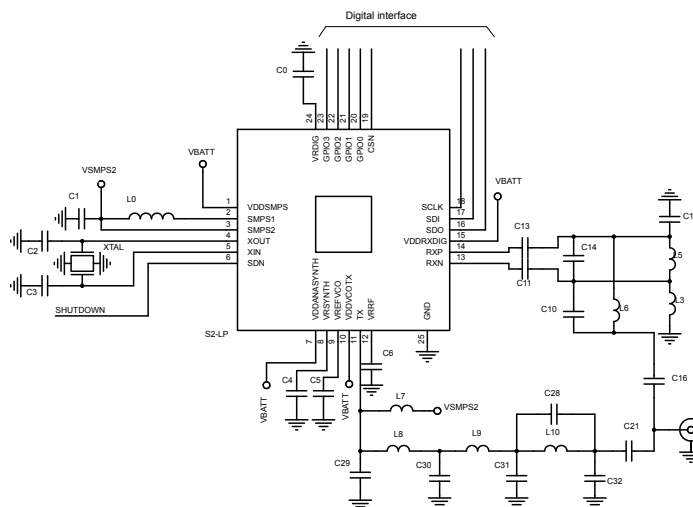 Digital interface
C0
24
23
22
21
20
19
VRDIG
GPIO3
GPIO2
GPIO1
GPIO0
CSN
VBATT
VSMPS2
C1
L0
1
2
3
4
5
6
VDDSMPS
SMPS1
SMPS2
XOUT
XIN
SDN
C2
XTAL
C3
SHUTDOWN
SCLK
SDI
SDO
VDDRXDIG
RXP
RXN
18
17
16
15
14
13
VBATT
C13
C11
C14
C10
L6
L5
L3
C16
S2-LP
VDDANASYNTH
VRSYNTH
VREFVCO
VDDVCOTX
TX
VRRF
GND
7
8
9
10
11
12
25
VBATT
C4
C5
VBATT
C6
L7
VSMPS2
C28
L8
L9
L10
C21
C29
C30
C31
C32